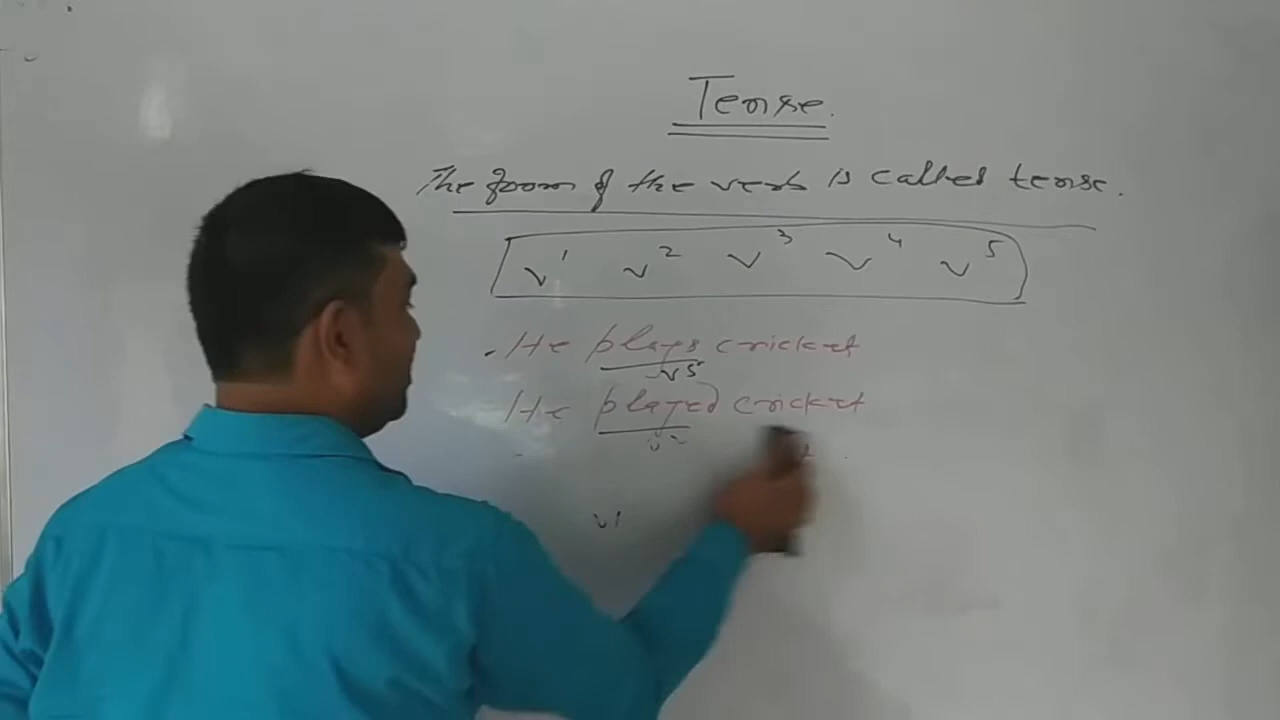 Tense.
The form of the verb is called tense.
v¹ v² v³ v⁴ v⁵
. He plays cricket
v5
He played cricket
v2
v1